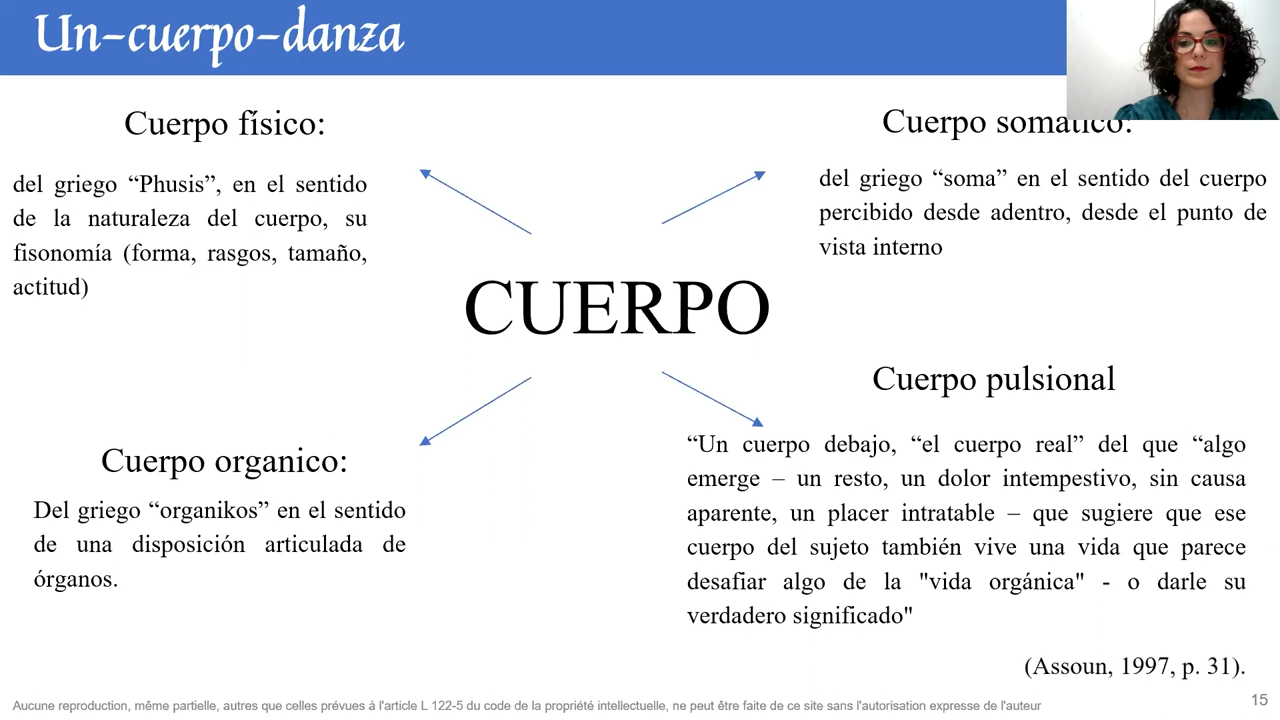 Un-cuerpo-danza
Cuerpo físico:
del griego “Phusis”, en el sentido
de la naturaleza del cuerpo, su
fisonomía (forma, rasgos, tamaño,
actitud)
Cuerpo somatico:
del griego “soma” en el sentido del cuerpo
percibido desde adentro, desde el punto de
vista interno
CUERPO
Cuerpo organico:
Del griego “organikos” en el sentido
de una disposición articulada de
órganos.
Cuerpo pulsional
“Un cuerpo debajo, “el cuerpo real” del que “algo
emerge – un resto, un dolor intempestivo, sin causa
aparente, un placer intratable – que sugiere que ese
cuerpo del sujeto también vive una vida que parece
desafiar algo de la "vida orgánica" - o darle su
verdadero significado"
(Assoun, 1997, p. 31).
Aucune reproduction, même partielle, autres que celles prévues à l'article L 122-5 du code de la propriété intellectuelle, ne peut être faite de ce site sans l'autorisation expresse de l'auteur
15